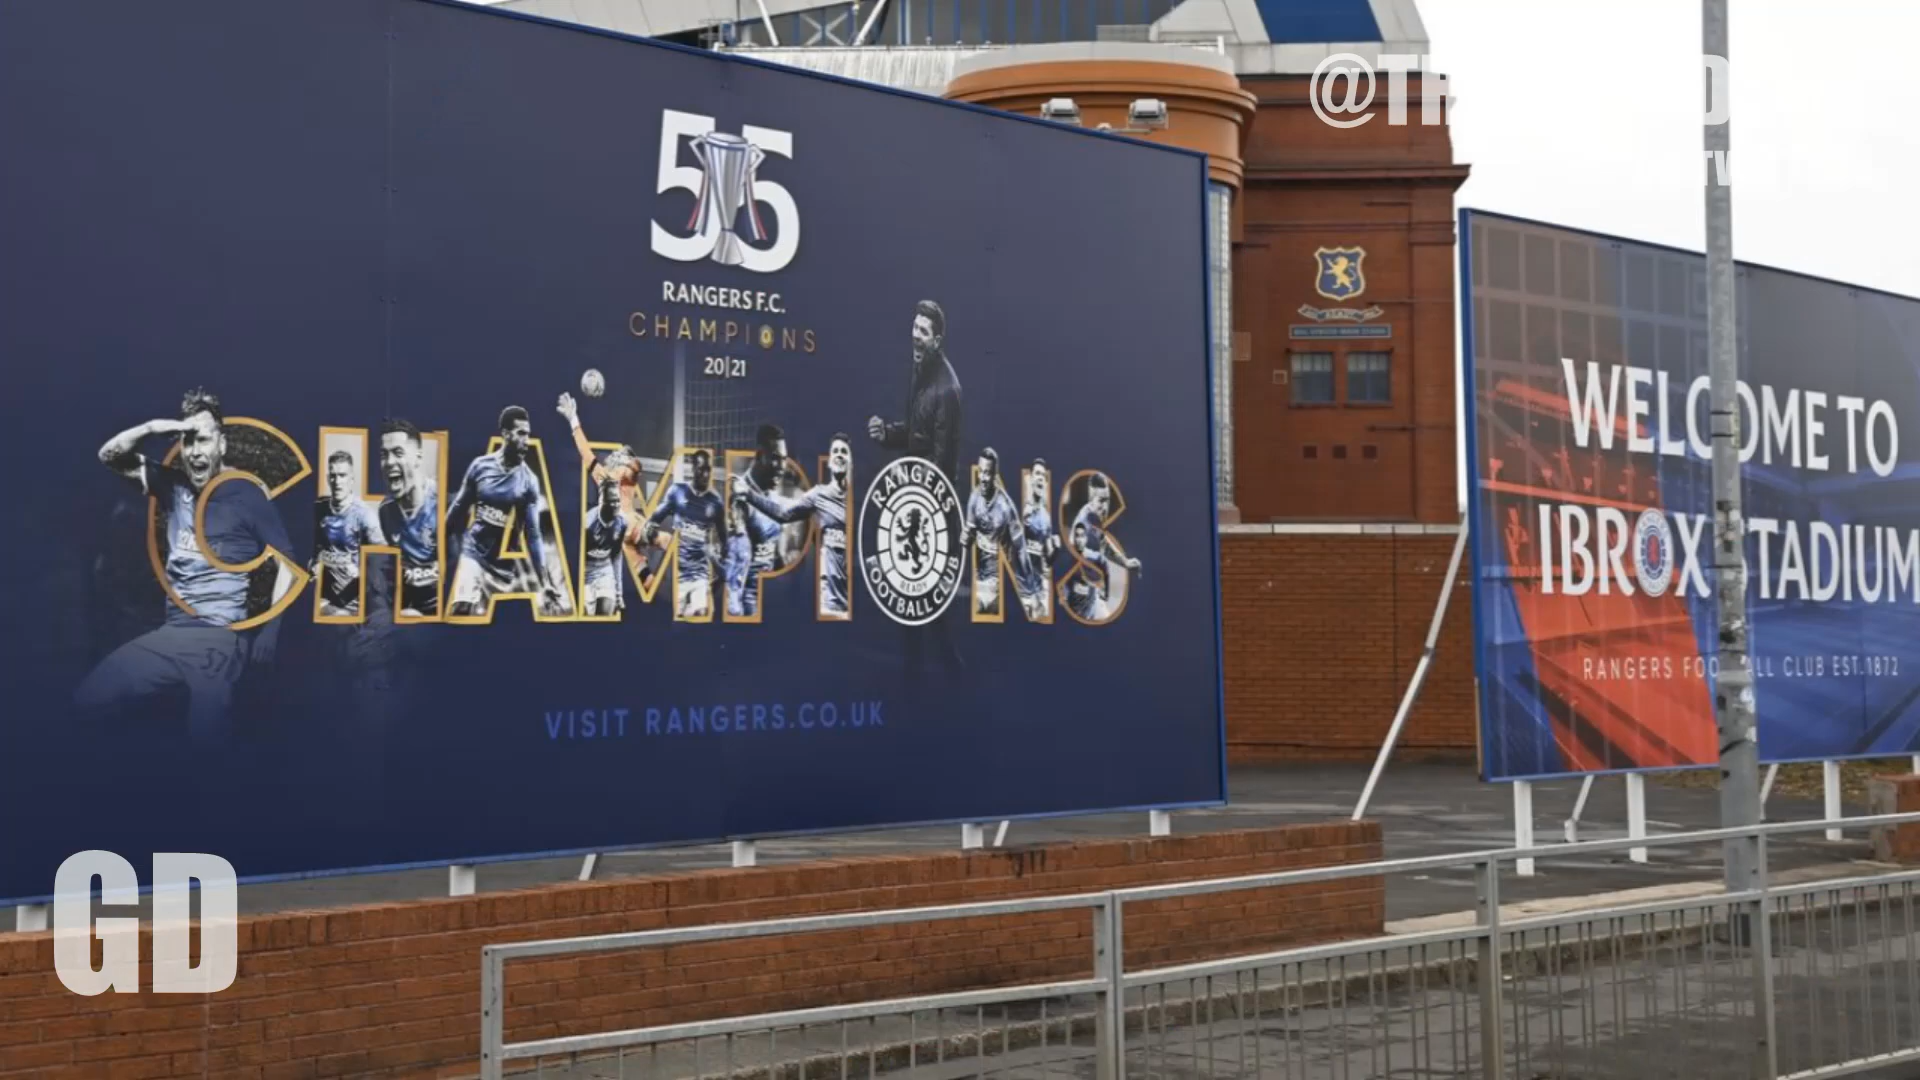 55
RANGERS F.C.
CHAMPIONS
20|21
CHAMPIONS
RANGERS
READY
FOOTBALL CLUB
VISIT RANGERS.CO.UK
WELCOME TO
IBROX STADIUM
RANGERS FOOTBALL CLUB EST.1872
37
GD